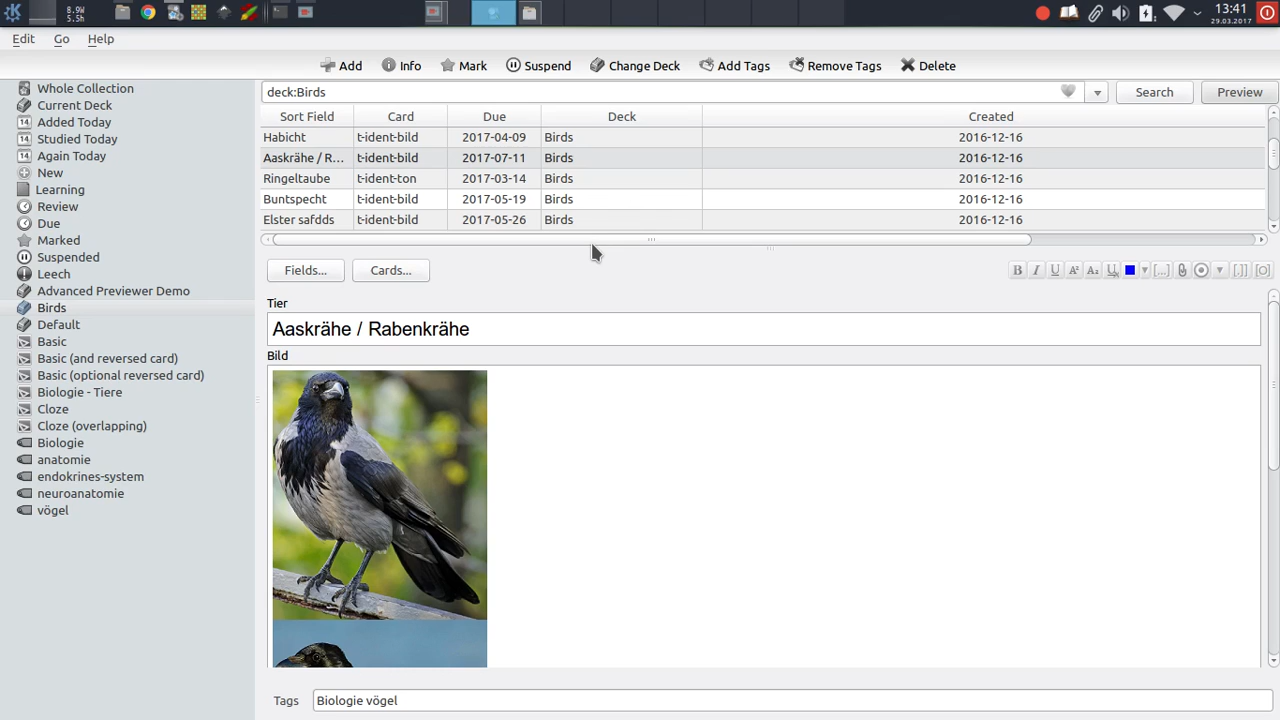 8.9W
5.5h
13:41
29.03.2017
Edit Go Help
Add Info Mark Suspend Change Deck Add Tags Remove Tags Delete
Whole Collection
Current Deck
Added Today
Studied Today
Again Today
New
Learning
Review
Due
Marked
Suspended
Leech
Advanced Previewer Demo
Birds
Default
Basic
Basic (and reversed card)
Basic (optional reversed card)
Biologie - Tiere
Cloze
Cloze (overlapping)
Biologie
anatomie
endokrines-system
neuroanatomie
vögel
deck:Birds Search Preview
Sort Field Card Due Deck Created
Habicht t-ident-bild 2017-04-09 Birds 2016-12-16
Aaskrähe / R... t-ident-bild 2017-07-11 Birds 2016-12-16
Ringeltaube t-ident-ton 2017-03-14 Birds 2016-12-16
Buntspecht t-ident-bild 2017-05-19 Birds 2016-12-16
Elster safdds t-ident-bild 2017-05-26 Birds 2016-12-16
Fields... Cards... B I U A² A₂ U [...] [.]]
Tier
Aaskrähe / Rabenkrähe
Bild
Tags Biologie vögel